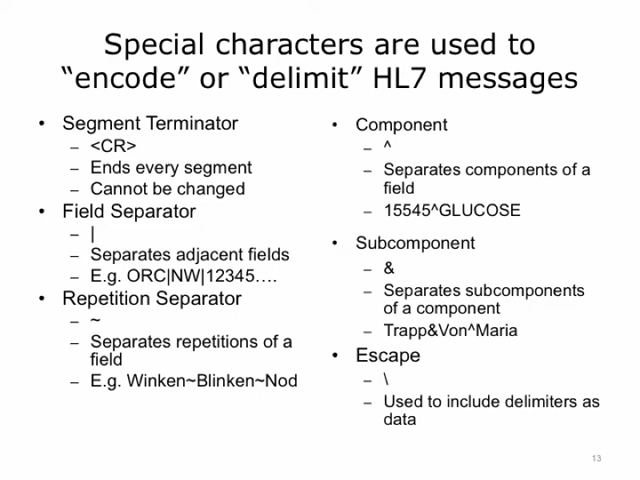 Special characters are used to
“encode” or “delimit” HL7 messages
• Segment Terminator
– <CR>
– Ends every segment
– Cannot be changed
• Field Separator
– |
– Separates adjacent fields
– E.g. ORC|NW|12345….
• Repetition Separator
– ~
– Separates repetitions of a
field
– E.g. Winken~Blinken~Nod
• Component
– ^
– Separates components of a
field
– 15545^GLUCOSE
• Subcomponent
– &
– Separates subcomponents
of a component
– Trapp&Von^Maria
• Escape
– \
– Used to include delimiters as
data
13